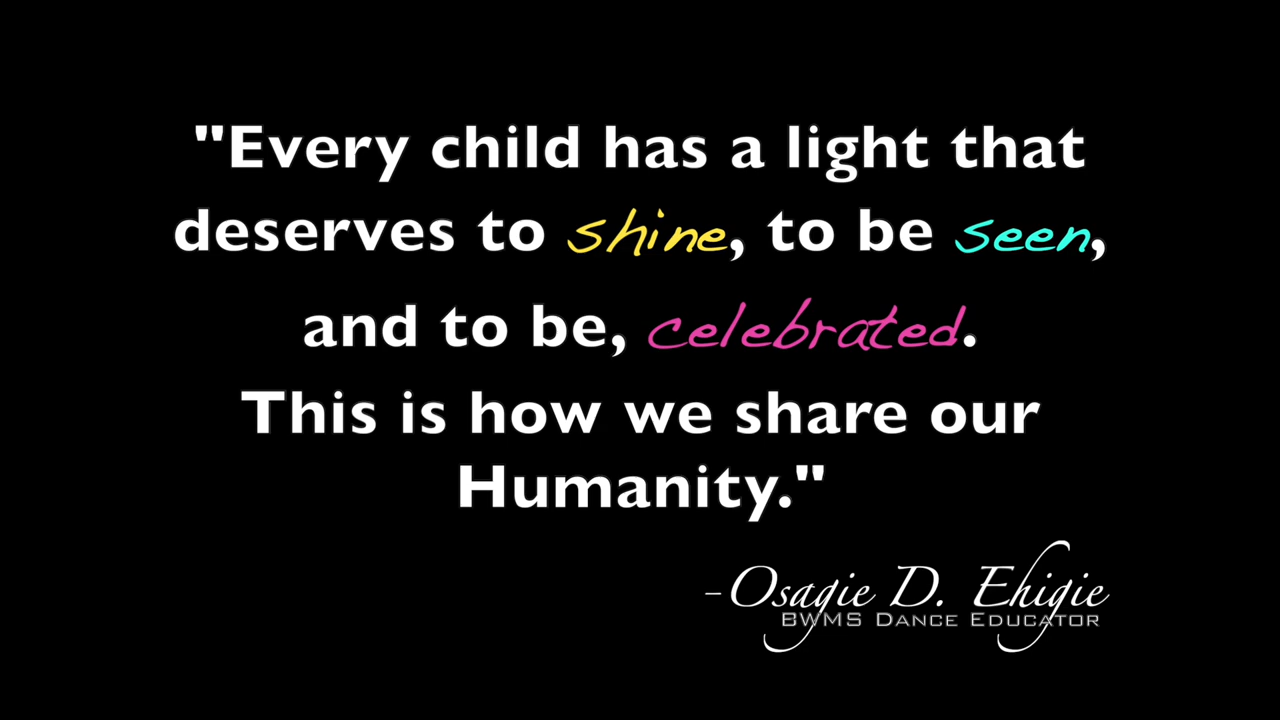 "Every child has a light that
deserves to shine, to be seen,
and to be, celebrated.
This is how we share our
Humanity."
-Osagie D. Ehigie
BWMS Dance Educator